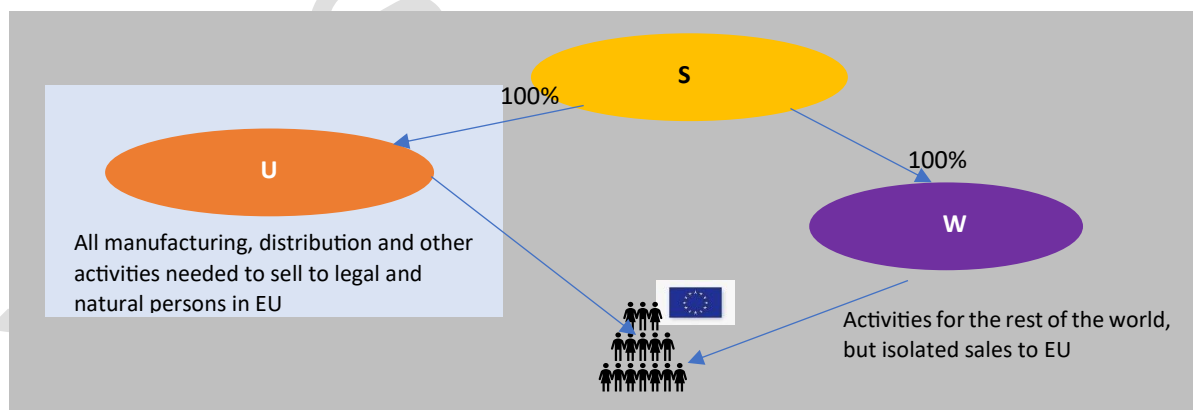 S
100%
U
100%
W
All manufacturing, distribution and other
activities needed to sell to legal and
natural persons in EU
Activities for the rest of the world,
but isolated sales to EU